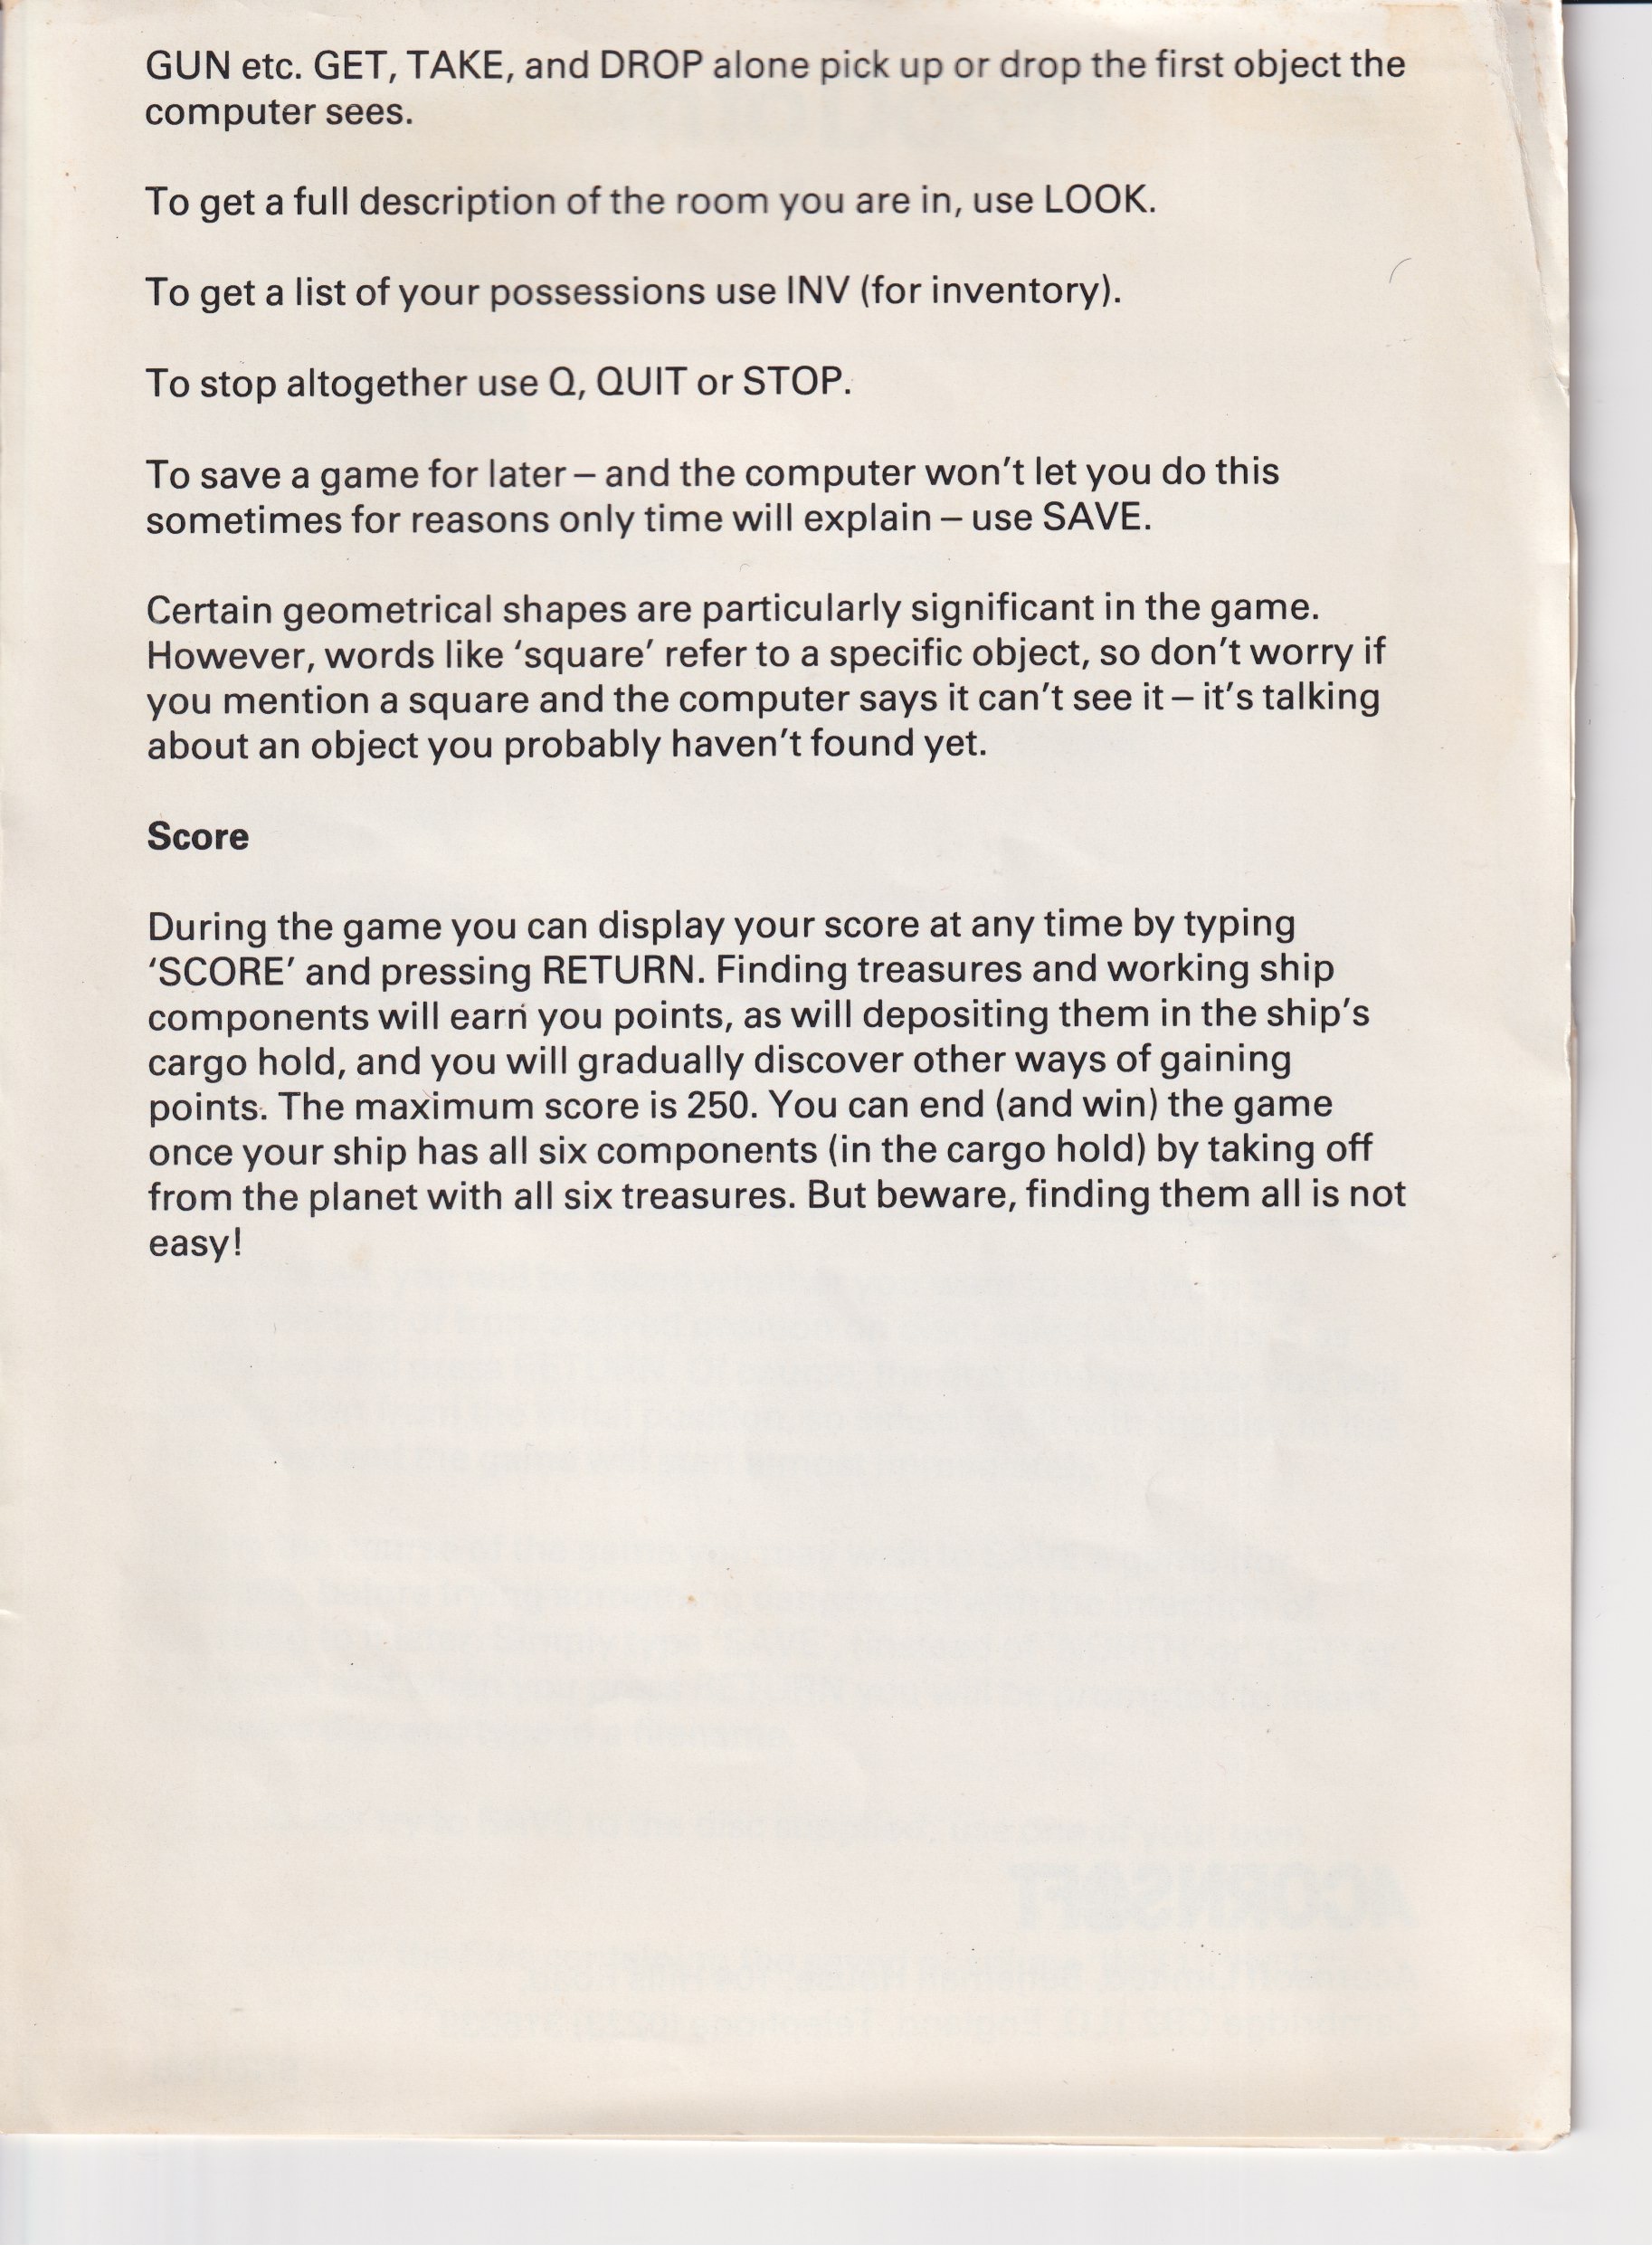 GUN etc. GET, TAKE, and DROP alone pick up or drop the first object the
computer sees.
To get a full description of the room you are in, use LOOK.
To get a list of your possessions use INV (for inventory).
To stop altogether use Q, QUIT or STOP.
To save a game for later – and the computer won't let you do this
sometimes for reasons only time will explain – use SAVE.
Certain geometrical shapes are particularly significant in the game.
However, words like ‘square’ refer to a specific object, so don't worry if
you mention a square and the computer says it can't see it – it's talking
about an object you probably haven't found yet.
Score
During the game you can display your score at any time by typing
‘SCORE’ and pressing RETURN. Finding treasures and working ship
components will earn you points, as will depositing them in the ship's
cargo hold, and you will gradually discover other ways of gaining
points. The maximum score is 250. You can end (and win) the game
once your ship has all six components (in the cargo hold) by taking off
from the planet with all six treasures. But beware, finding them all is not
easy!
ACORNSOFT